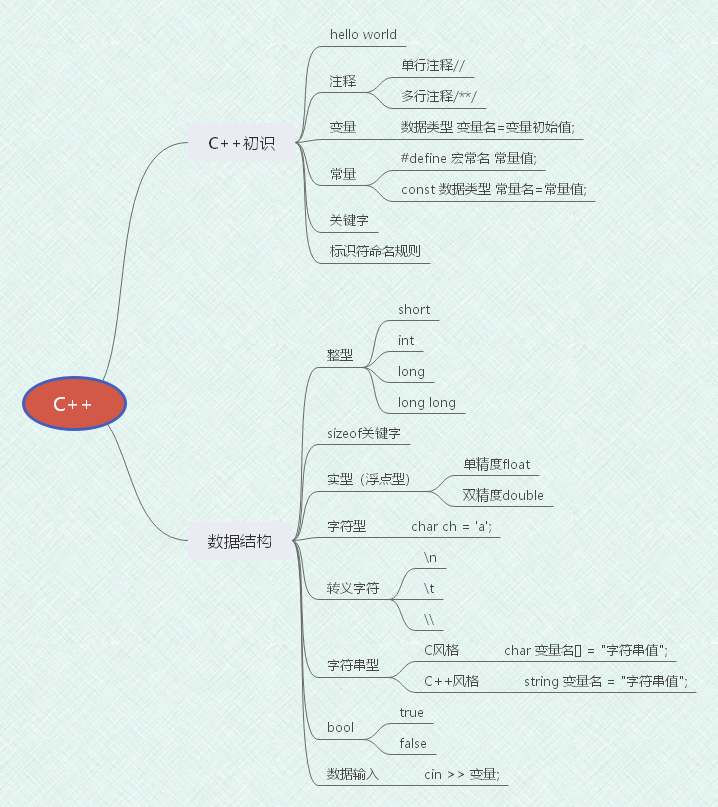 C++
C++初识
hello world
注释
单行注释//
多行注释/**/
变量
数据类型 变量名=变量初始值;
常量
#define 宏常名 常量值;
const 数据类型 常量名=常量值;
关键字
标识符命名规则
数据结构
整型
short
int
long
long long
sizeof关键字
实型（浮点型）
单精度float
双精度double
字符型
char ch = 'a';
转义字符
\n
\t
\\
字符串型
C风格
char 变量名[] = "字符串值";
C++风格
string 变量名 = "字符串值";
bool
true
false
数据输入
cin >> 变量;